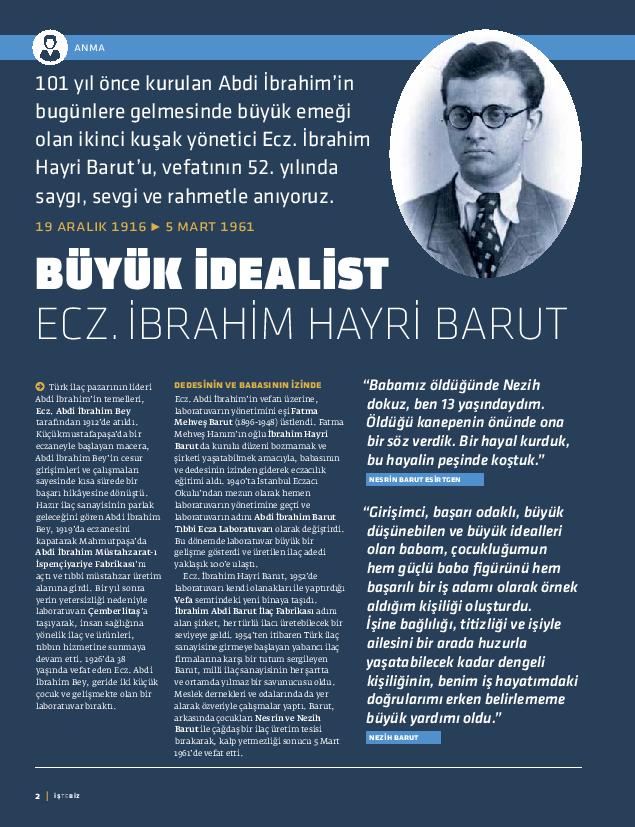 ANMA
101 yıl önce kurulan Abdi İbrahim’in
bugünlere gelmesinde büyük emeği
olan ikinci kuşak yönetici Ecz. İbrahim
Hayri Barut’u, vefatının 52. yılında
saygı, sevgi ve rahmetle anıyoruz.
19 ARALIK 1916 ▶ 5 MART 1961
BÜYÜK İDEALİST
ECZ. İBRAHİM HAYRİ BARUT
Türk ilaç pazarının lideri
Abdi İbrahim’in temelleri,
Ecz. Abdi İbrahim Bey
tarafından 1912’de atıldı.
Küçükmustafapaşa’da bir
eczaneyle başlayan macera,
Abdi İbrahim Bey’in cesur
girişimleri ve çalışmaları
sayesinde kısa sürede bir
başarı hikâyesine dönüştü.
Hazır ilaç sanayisinin parlak
geleceğini gören Abdi İbrahim
Bey, 1919’da eczanesini
kapatarak Mahmutpaşa’da
Abdi İbrahim Müstahzarat-ı
İspençiyariye Fabrikası’nı
açtı ve tıbbi müstahzar üretim
alanına girdi. Bir yıl sonra
yerin yetersizliği nedeniyle
laboratuvarı Çemberlitaş’a
taşıyarak, insan sağlığına
yönelik ilaç ve ürünleri,
tıbbın hizmetine sunmaya
devam etti. 1926’da 38
yaşında vefat eden Ecz. Abdi
İbrahim Bey, geride iki küçük
çocuk ve gelişmekte olan bir
laboratuvar bıraktı.
DEDESİNİN VE BABASININ İZİNDE
Ecz. Abdi İbrahim’in vefatı üzerine,
laboratuvarın yönetimini eşi Fatma
Mehveş Barut (1896-1948) üstlendi. Fatma
Mehveş Hanım’ın oğlu İbrahim Hayri
Barut da kurulu düzeni bozmamak ve
şirketi yaşatabilmek amacıyla, babasının
ve dedesinin izinden giderek eczacılık
eğitimi aldı. 1940’ta İstanbul Eczacı
Okulu’ndan mezun olarak hemen
laboratuvarın yönetimine geçti ve
laboratuvarın adını Abdi İbrahim Barut
Tıbbi Ecza Laboratuvarı olarak değiştirdi.
Bu dönemde laboratuvar büyük bir
gelişme gösterdi ve üretilen ilaç adedi
yaklaşık 100’e ulaştı.
Ecz. İbrahim Hayri Barut, 1952’de
laboratuvarı kendi olanakları ile yaptırdığı
Vefa semtindeki yeni binaya taşıdı.
İbrahim Abdi Barut İlaç Fabrikası adını
alan şirket, her türlü ilacı üretebilecek bir
seviyeye geldi. 1954’ten itibaren Türk ilaç
sanayisine girmeye başlayan yabancı ilaç
firmalarına karşı bir tutum sergileyen
Barut, milli ilaç sanayisinin her şartta
ve ortamda yılmaz bir savunucusu oldu.
Meslek dernekleri ve odalarında da yer
alarak özveriyle çalışmalar yaptı. Barut,
arkasında çocukları Nesrin ve Nezih
Barut ile çağdaş bir ilaç üretim tesisi
bırakarak, kalp yetmezliği sonucu 5 Mart
1961’de vefat etti.
“Babamız öldüğünde Nezih
dokuz, ben 13 yaşındaydım.
Öldüğü kanepenin önünde ona
bir söz verdik. Bir hayal kurduk,
bu hayalin peşinde koştuk.”
NESRİN BARUT ESİRTGEN
“Girişimci, başarı odaklı, büyük
düşünebilen ve büyük idealleri
olan babam, çocukluğumun
hem güçlü baba figürünü hem
başarılı bir iş adamı olarak örnek
aldığım kişiliği oluşturdu.
İşine bağlılığı, titizliği ve işiyle
ailesini bir arada huzurla
yaşatabilecek kadar dengeli
kişiliğinin, benim iş hayatımdaki
doğrularımı erken belirlememe
büyük yardımı oldu.”
NEZİH BARUT
2 | İŞTEBİZ